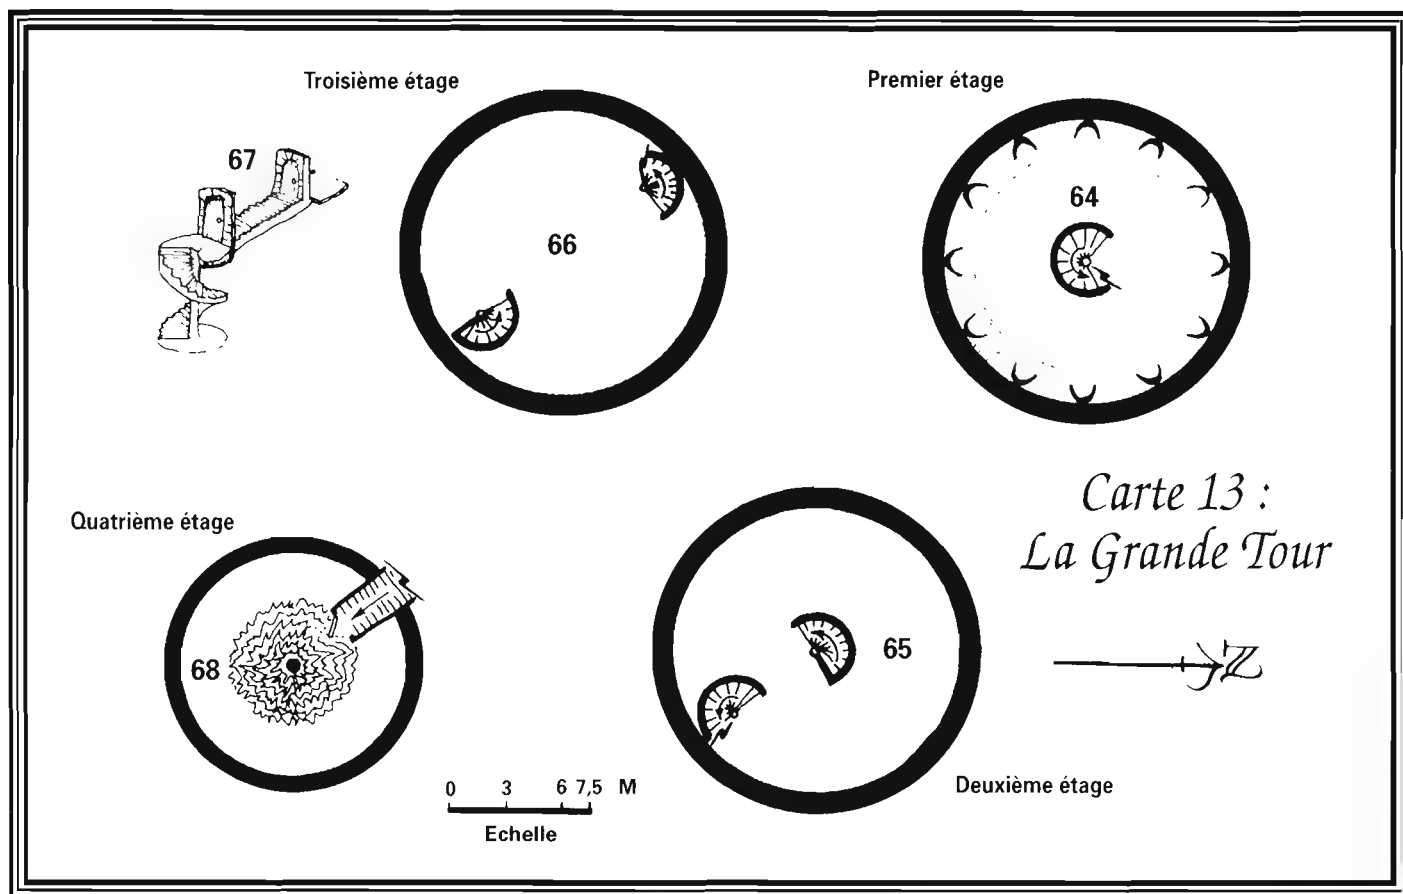 Troisième étage
Premier étage
67
64
66
Carte 13 :
La Grande Tour
Quatrième étage
65
68
Z
0 3 6 7,5 M
Echelle
Deuxième étage